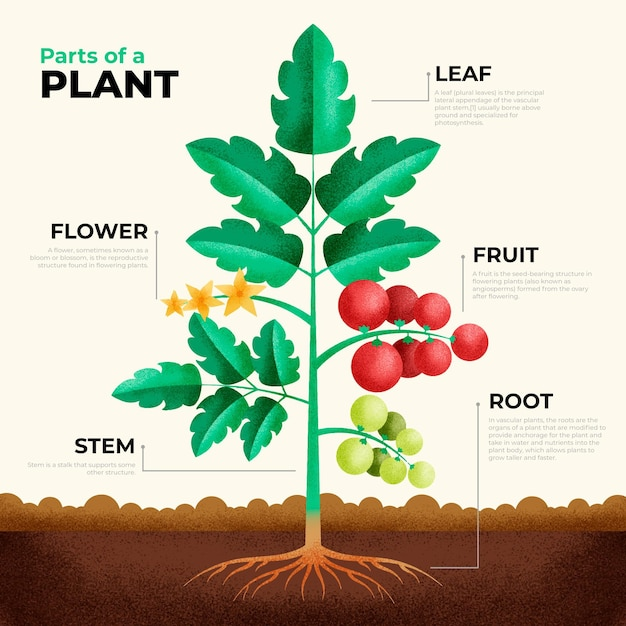 Parts of a
PLANT
LEAF
A leaf (plural leaves) is the principal
lateral appendage of the vascular
plant stem,[1] usually borne above
ground and specialized for
photosynthesis.
FLOWER
A flower, sometimes known as a
bloom or blossom, is the reproductive
structure found in flowering plants.
FRUIT
A fruit is the seed-bearing structure in
flowering plants (also known as
angiosperms) formed from the ovary
after flowering.
ROOT
In vascular plants, the roots are the
organs of a plant that are modified to
provide anchorage for the plant and
take in water and nutrients into the
plant body, which allows plants to
grow taller and faster.
STEM
Stem is a stalk that supports some
other structure.